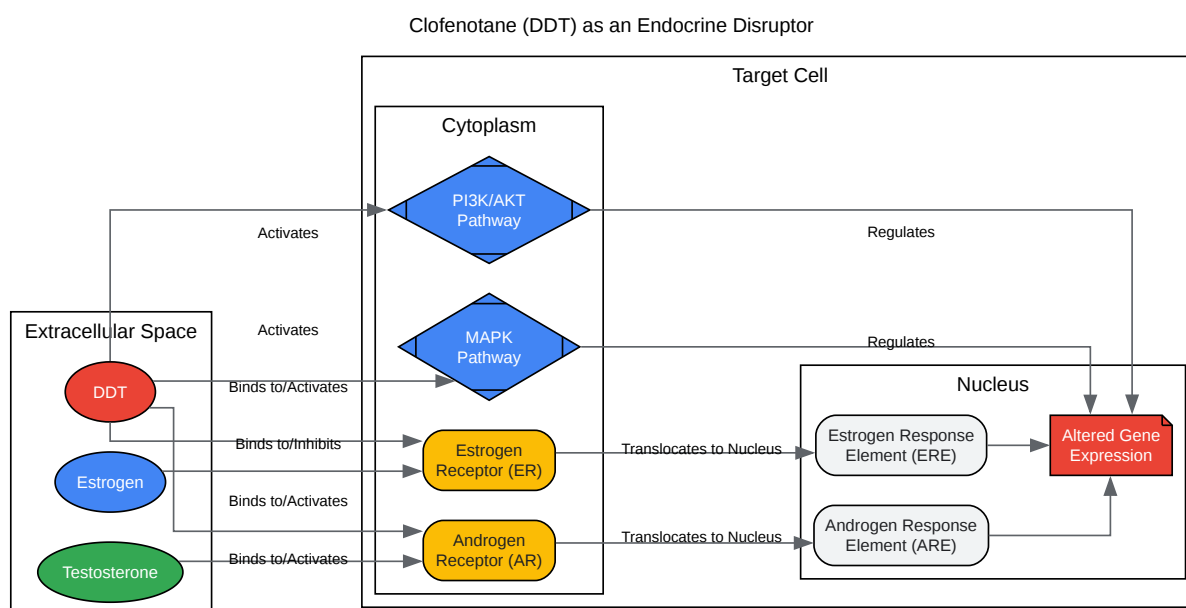 Clofenotane (DDT) as an Endocrine Disruptor
Target Cell
Cytoplasm
PI3K/AKT
Pathway
Activates
Regulates
Extracellular Space
Activates
MAPK
Pathway
Regulates
DDT
Binds to/Activates
Nucleus
Binds to/Inhibits
Estrogen
Receptor (ER)
Translocates to Nucleus
Estrogen Response
Element (ERE)
Altered Gene
Expression
Estrogen
Binds to/Activates
Androgen
Receptor (AR)
Translocates to Nucleus
Androgen Response
Element (ARE)
Testosterone
Binds to/Activates